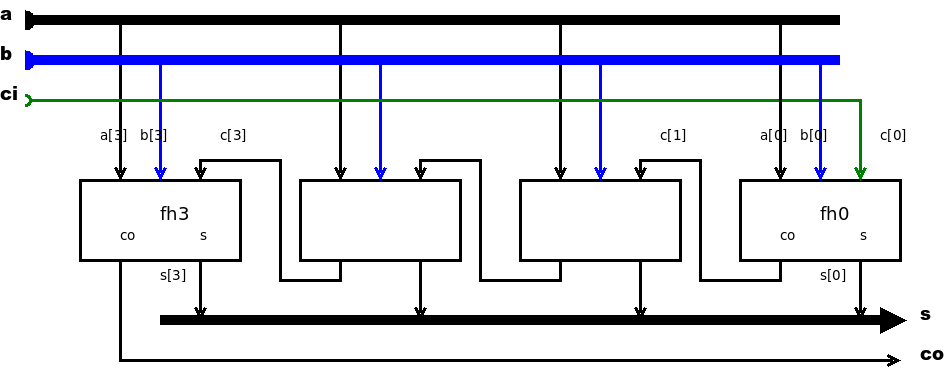 a
b
ci
a[3] b[3] c[3] c[1] a[0] b[0] c[0]
fh3 fh0
co s co s
s[3] s[0]
s
co